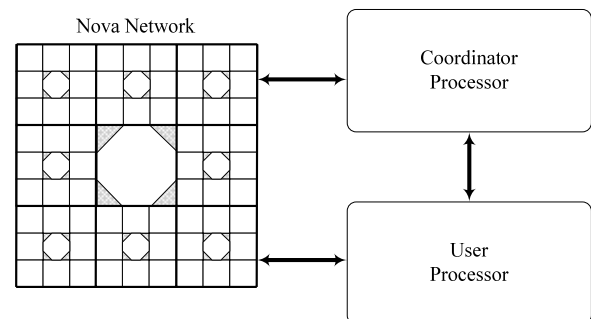 Nova Network
Coordinator
Processor
User
Processor